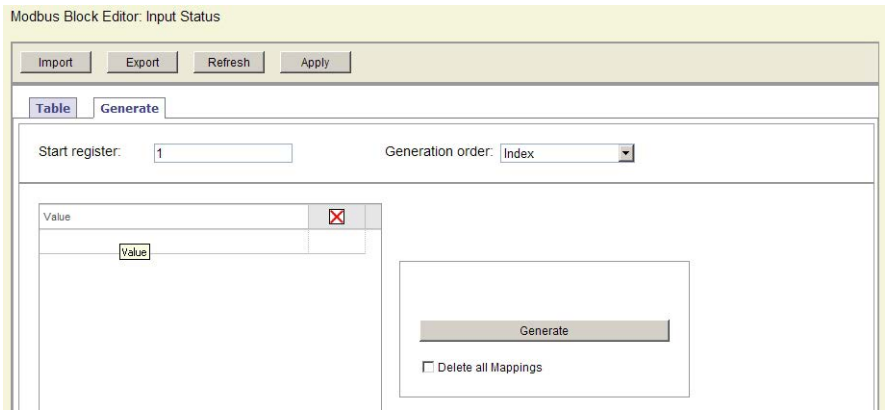 Modbus Block Editor: Input Status
Import Export Refresh Apply
Table Generate
Start register: 1 Generation order: Index
Value
Value
Generate
Delete all Mappings